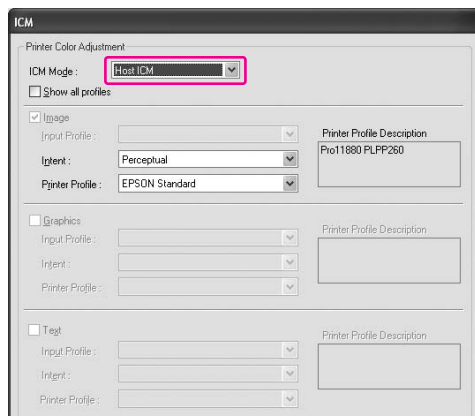 ICM
Printer Color Adjustment
ICM Mode :
Host ICM
Show all profiles
Image
Input Profile :
Printer Profile Description
Pro11880 PLPP260
Intent :
Perceptual
Printer Profile :
EPSON Standard
Graphics
Input Profile :
Printer Profile Description
Intent :
Printer Profile :
Text
Input Profile :
Printer Profile Description
Intent :
Printer Profile :